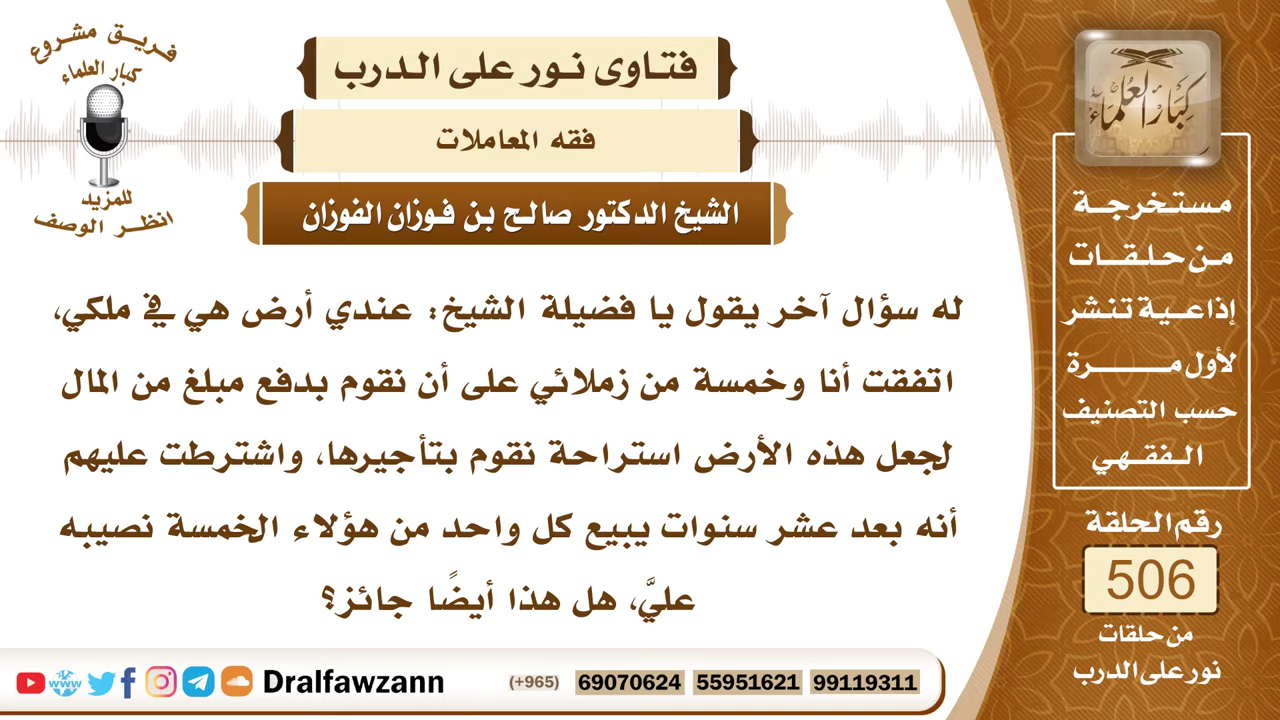 فريق مشروع
كبار العلماء
للمزيد
انظر الوصف
فتاوى نور على الدرب
فقه المعاملات
الشيخ الدكتور صالح بن فوزان الفوزان
له سؤال آخر يقول يا فضيلة الشيخ: عندي أرض هي في ملكي،
اتفقت أنا وخمسة من زملائي على أن نقوم بدفع مبلغ من المال
لجعل هذه الأرض استراحة نقوم بتأجيرها، واشترطت عليهم
أنه بعد عشر سنوات يبيع كل واحد من هؤلاء الخمسة نصيبه
عليَّ، هل هذا أيضًا جائز؟
كبار العلماء
مستخرجة
من حلقات
إذاعية تنشر
لأول مرة
حسب التصنيف
الفقهي
رقم الحلقة
506
من حلقات
نور على الدرب
www
Dralfawzann
(+965) 69070624 55951621 99119311